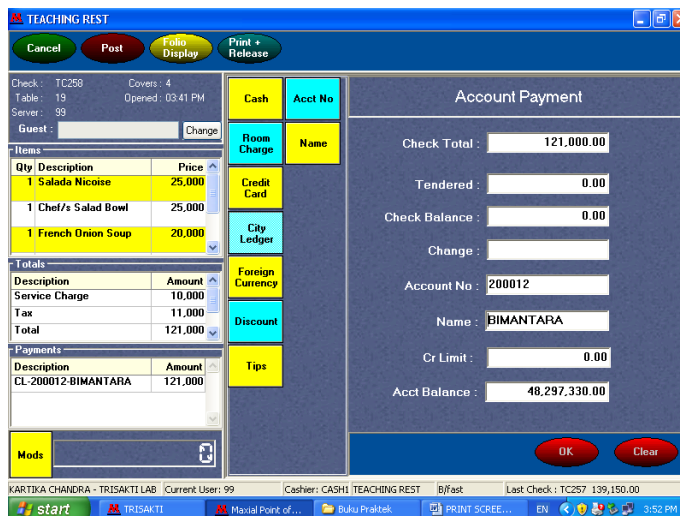 TEACHING REST
Cancel
Post
Folio Display
Print + Release
Check : TC258 Covers : 4
Table : 19 Opened : 03:41 PM
Server : 99
Guest : Change
Items
Qty Description Price
1 Salada Nicoise 25,000
1 Chef/s Salad Bowl 25,000
1 French Onion Soup 20,000
Totals
Description Amount
Service Charge 10,000
Tax 11,000
Total 121,000
Payments
Description Amount
CL-200012-BIMANTARA 121,000
Mods 0
Cash
Room Charge
Credit Card
City Ledger
Foreign Currency
Discount
Tips
Acct No
Name
Account Payment
Check Total : 121,000.00
Tendered : 0.00
Check Balance : 0.00
Change :
Account No : 200012
Name : BIMANTARA
Cr Limit : 0.00
Acct Balance : 48,297,330.00
OK
Clear
KARTIKA CHANDRA - TRISAKTI LAB Current User: 99 Cashier: CASH1 TEACHING REST B/fast Last Check : TC257 139,150.00
start TRISAKTI Maxial Point of... Buku Praktek PRINT SCREE... EN 3:52 PM